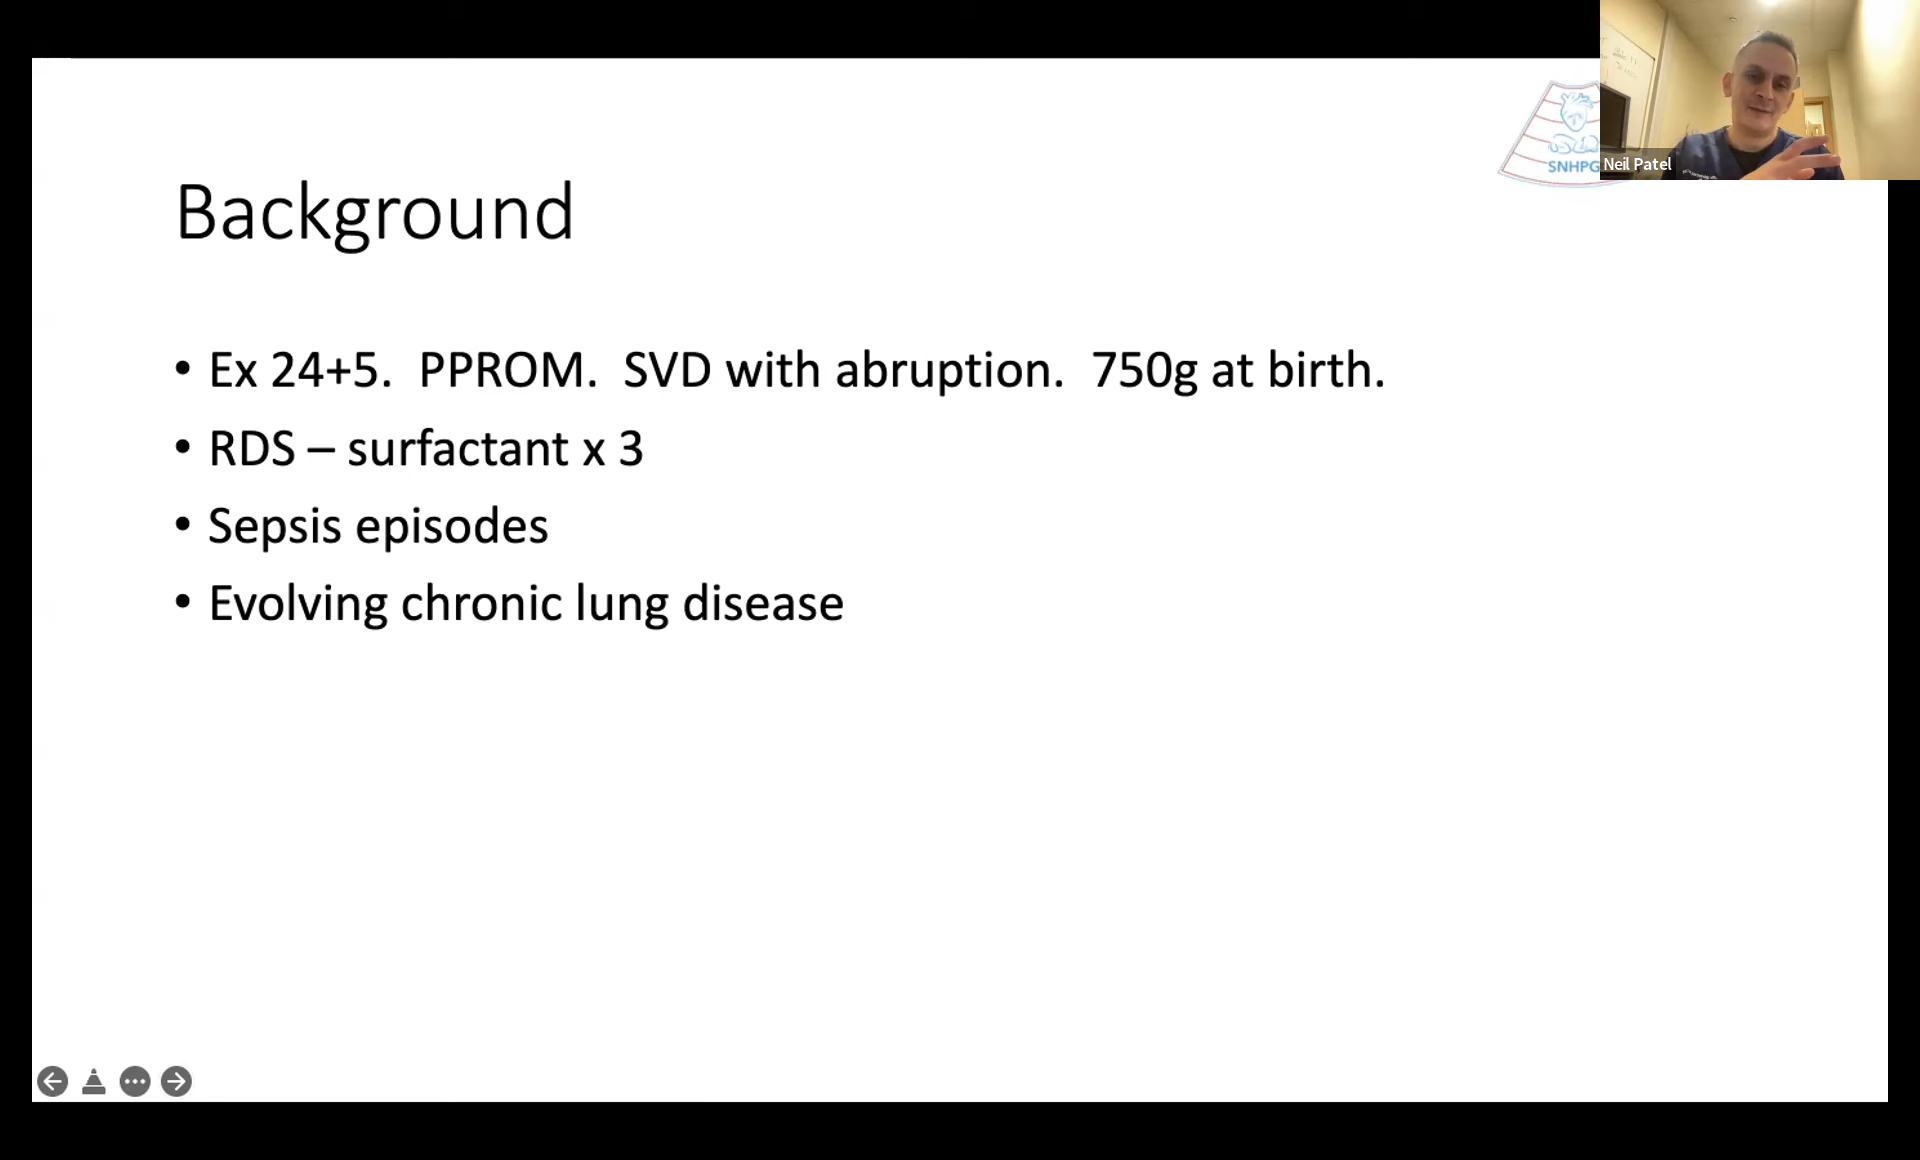 SNHPG
Neil Patel
Background
• Ex 24+5.  PPROM.  SVD with abruption.  750g at birth.
• RDS – surfactant x 3
• Sepsis episodes
• Evolving chronic lung disease